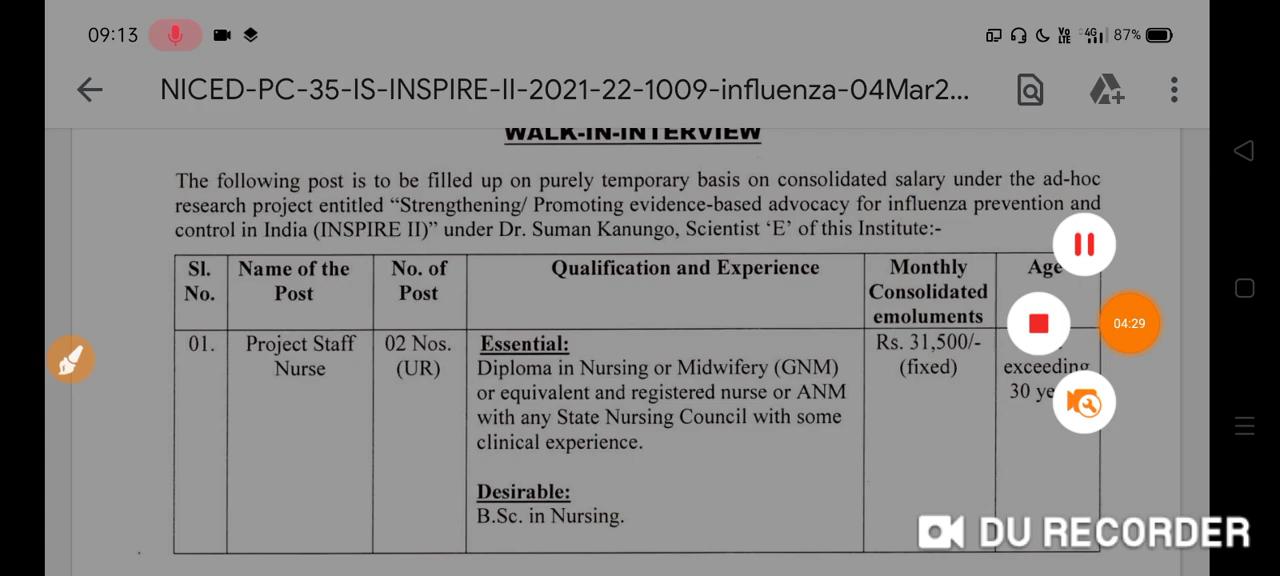 09:13
Vo LTE 4G 87%
NICED-PC-35-IS-INSPIRE-II-2021-22-1009-influenza-04Mar2...
WALK-IN-INTERVIEW
The following post is to be filled up on purely temporary basis on consolidated salary under the ad-hoc
research project entitled “Strengthening/ Promoting evidence-based advocacy for influenza prevention and
control in India (INSPIRE II)” under Dr. Suman Kanungo, Scientist ‘E’ of this Institute:-
Sl. No.
Name of the Post
No. of Post
Qualification and Experience
Monthly Consolidated emoluments
Age
01.
Project Staff
Nurse
02 Nos.
(UR)
Essential:
Diploma in Nursing or Midwifery (GNM)
or equivalent and registered nurse or ANM
with any State Nursing Council with some
clinical experience.
Desirable:
B.Sc. in Nursing.
Rs. 31,500/-
(fixed)
exceeding
30
04:29
DU RECORDER